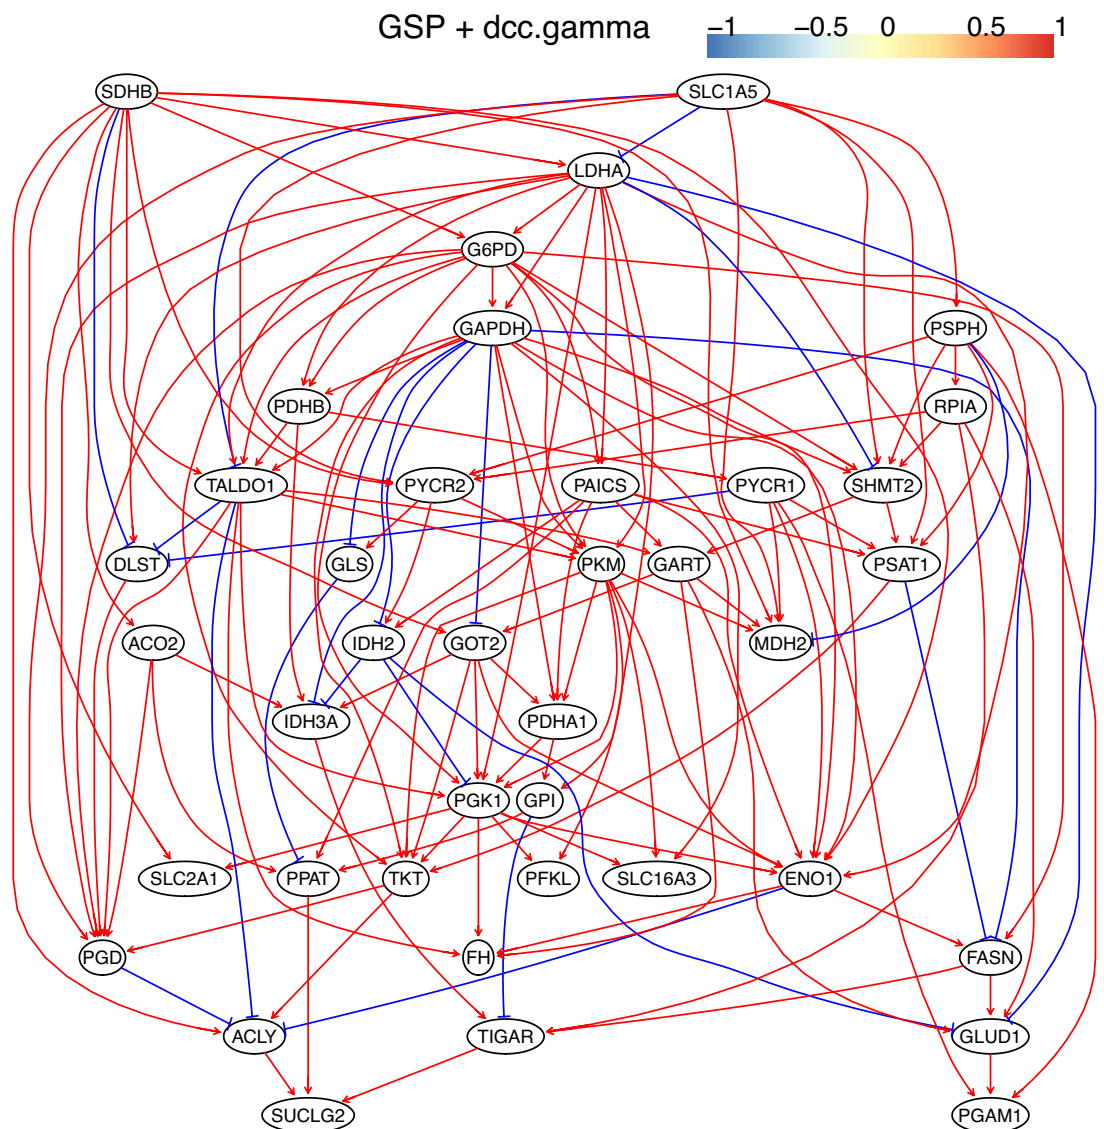 GSP + dcc.gamma
−1 −0.5 0 0.5 1
SDHB SLC1A5
LDHA
G6PD
GAPDH PSPH
PDHB RPIA
TALDO1 PYCR2 PAICS PYCR1 SHMT2
DLST GLS PKM GART PSAT1
ACO2 IDH2 GOT2 MDH2
IDH3A PDHA1
PGK1 GPI
SLC2A1 PPAT TKT PFKL SLC16A3 ENO1
PGD FH FASN
ACLY TIGAR GLUD1
SUCLG2 PGAM1